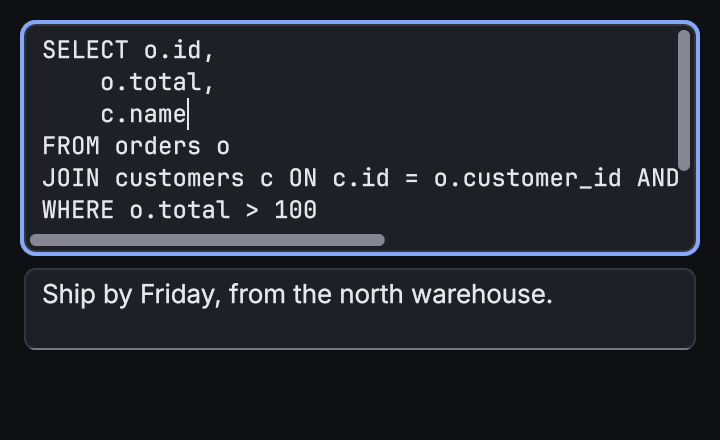 SELECT o.id,
    o.total,
    c.name
FROM orders o
JOIN customers c ON c.id = o.customer_id AND
WHERE o.total > 100
Ship by Friday, from the north warehouse.